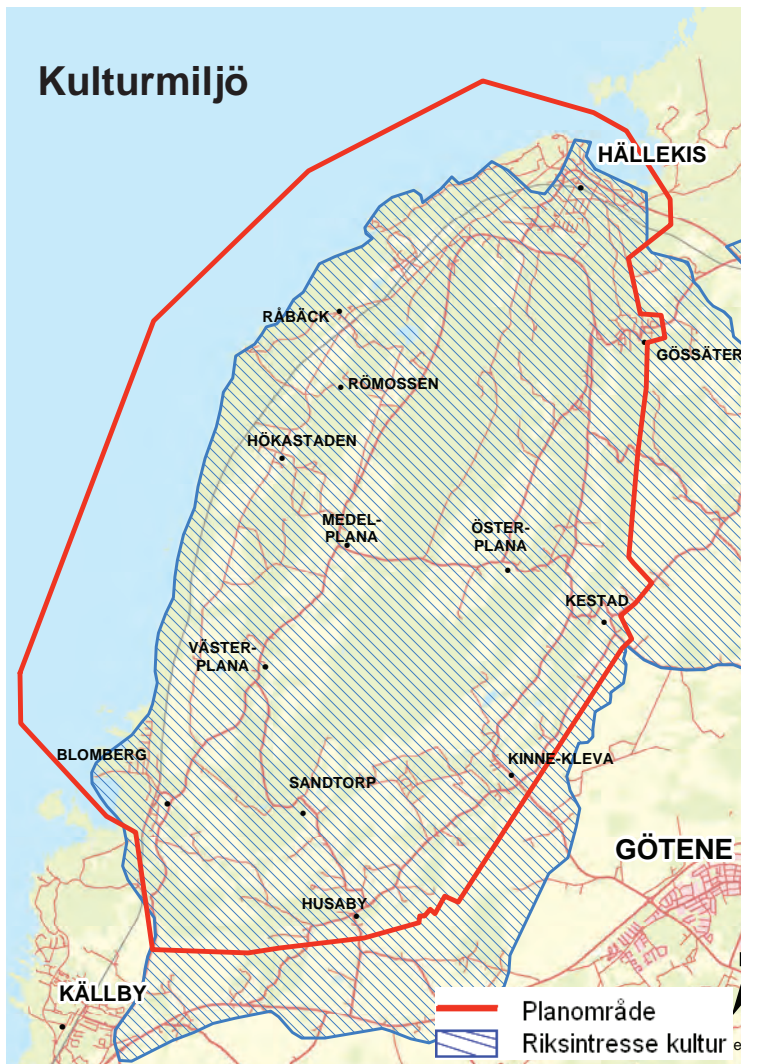 Kulturmiljö
HÄLLEKIS
RÅBÄCK
GÖSSÄTER
RÖMOSSEN
HÖKASTADEN
MEDEL-
PLANA
ÖSTER-
PLANA
KESTAD
VÄSTER-
PLANA
BLOMBERG
KINNE-KLEVA
SANDTORP
GÖTENE
HUSABY
KÄLLBY
Planområde
Riksintresse kultur